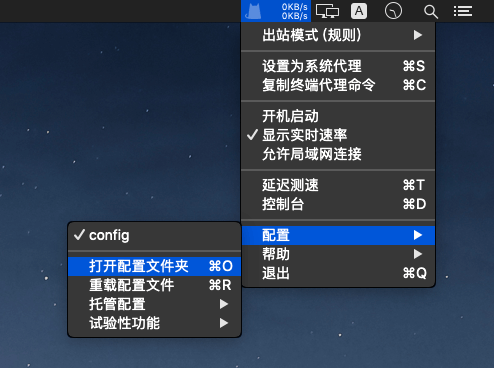 0KB/s
0KB/s
A
出站模式 (规则)
设置为系统代理 ⌘S
复制终端代理命令 ⌘C
开机启动
显示实时速率
允许局域网连接
延迟测速 ⌘T
控制台 ⌘D
配置
帮助
退出 ⌘Q
config
打开配置文件夹 ⌘O
重载配置文件 ⌘R
托管配置
试验性功能